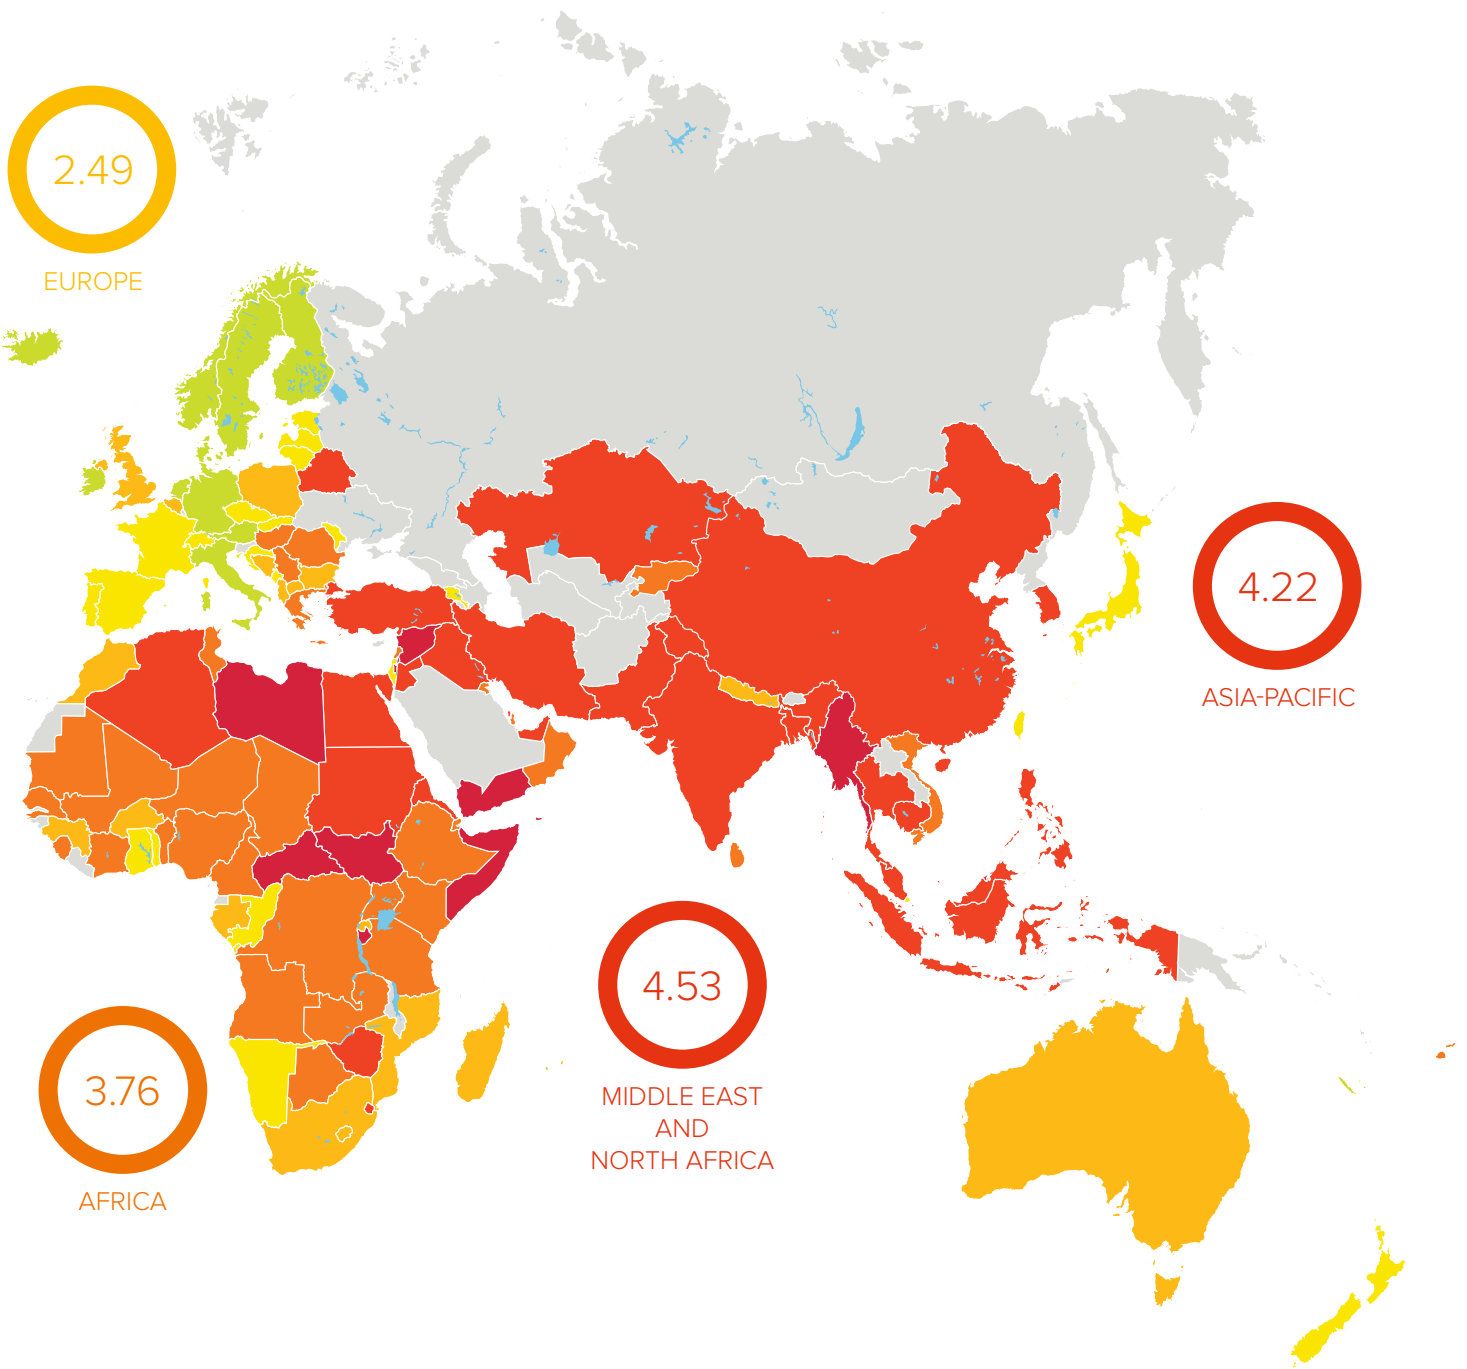 2.49
EUROPE
4.22
ASIA-PACIFIC
4.53
MIDDLE EAST
AND
NORTH AFRICA
3.76
AFRICA